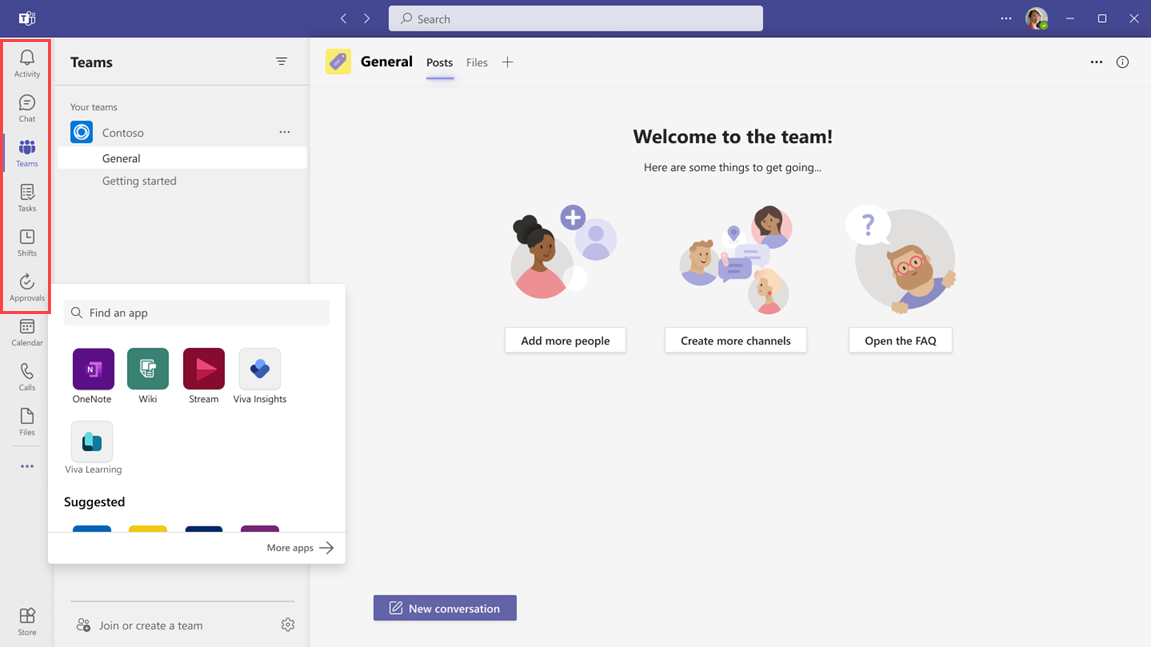 Search
Activity
Chat
Teams
Tasks
Shifts
Approvals
Calendar
Calls
Files
Store
Teams
Your teams
Contoso
General
Getting started
Find an app
OneNote
Wiki
Stream
Viva Insights
Viva Learning
Suggested
More apps
Join or create a team
General
Posts
Files
Welcome to the team!
Here are some things to get going...
Add more people
Create more channels
Open the FAQ
New conversation